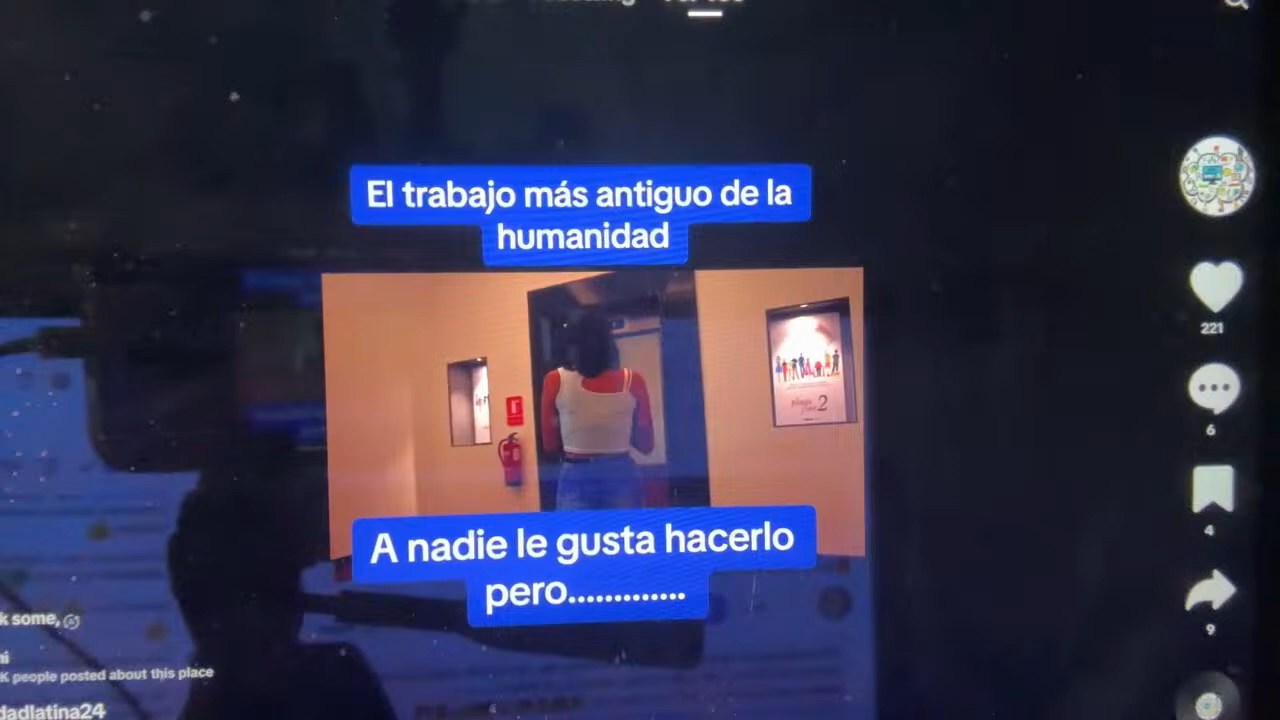 El trabajo más antiguo de la
humanidad
2
A nadie le gusta hacerlo
pero.............
221
6
4
9
k some,
K people posted about this place
dadlatina24